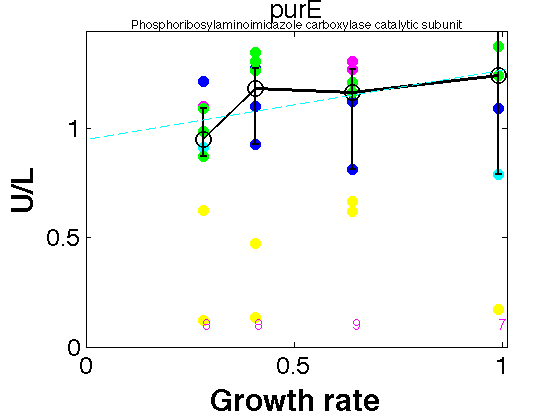 purE
Phosphoribosylaminoimidazole carboxylase catalytic subunit
1
0.5
0
U/L
8 8 9 7
0 0.5 1
Growth rate